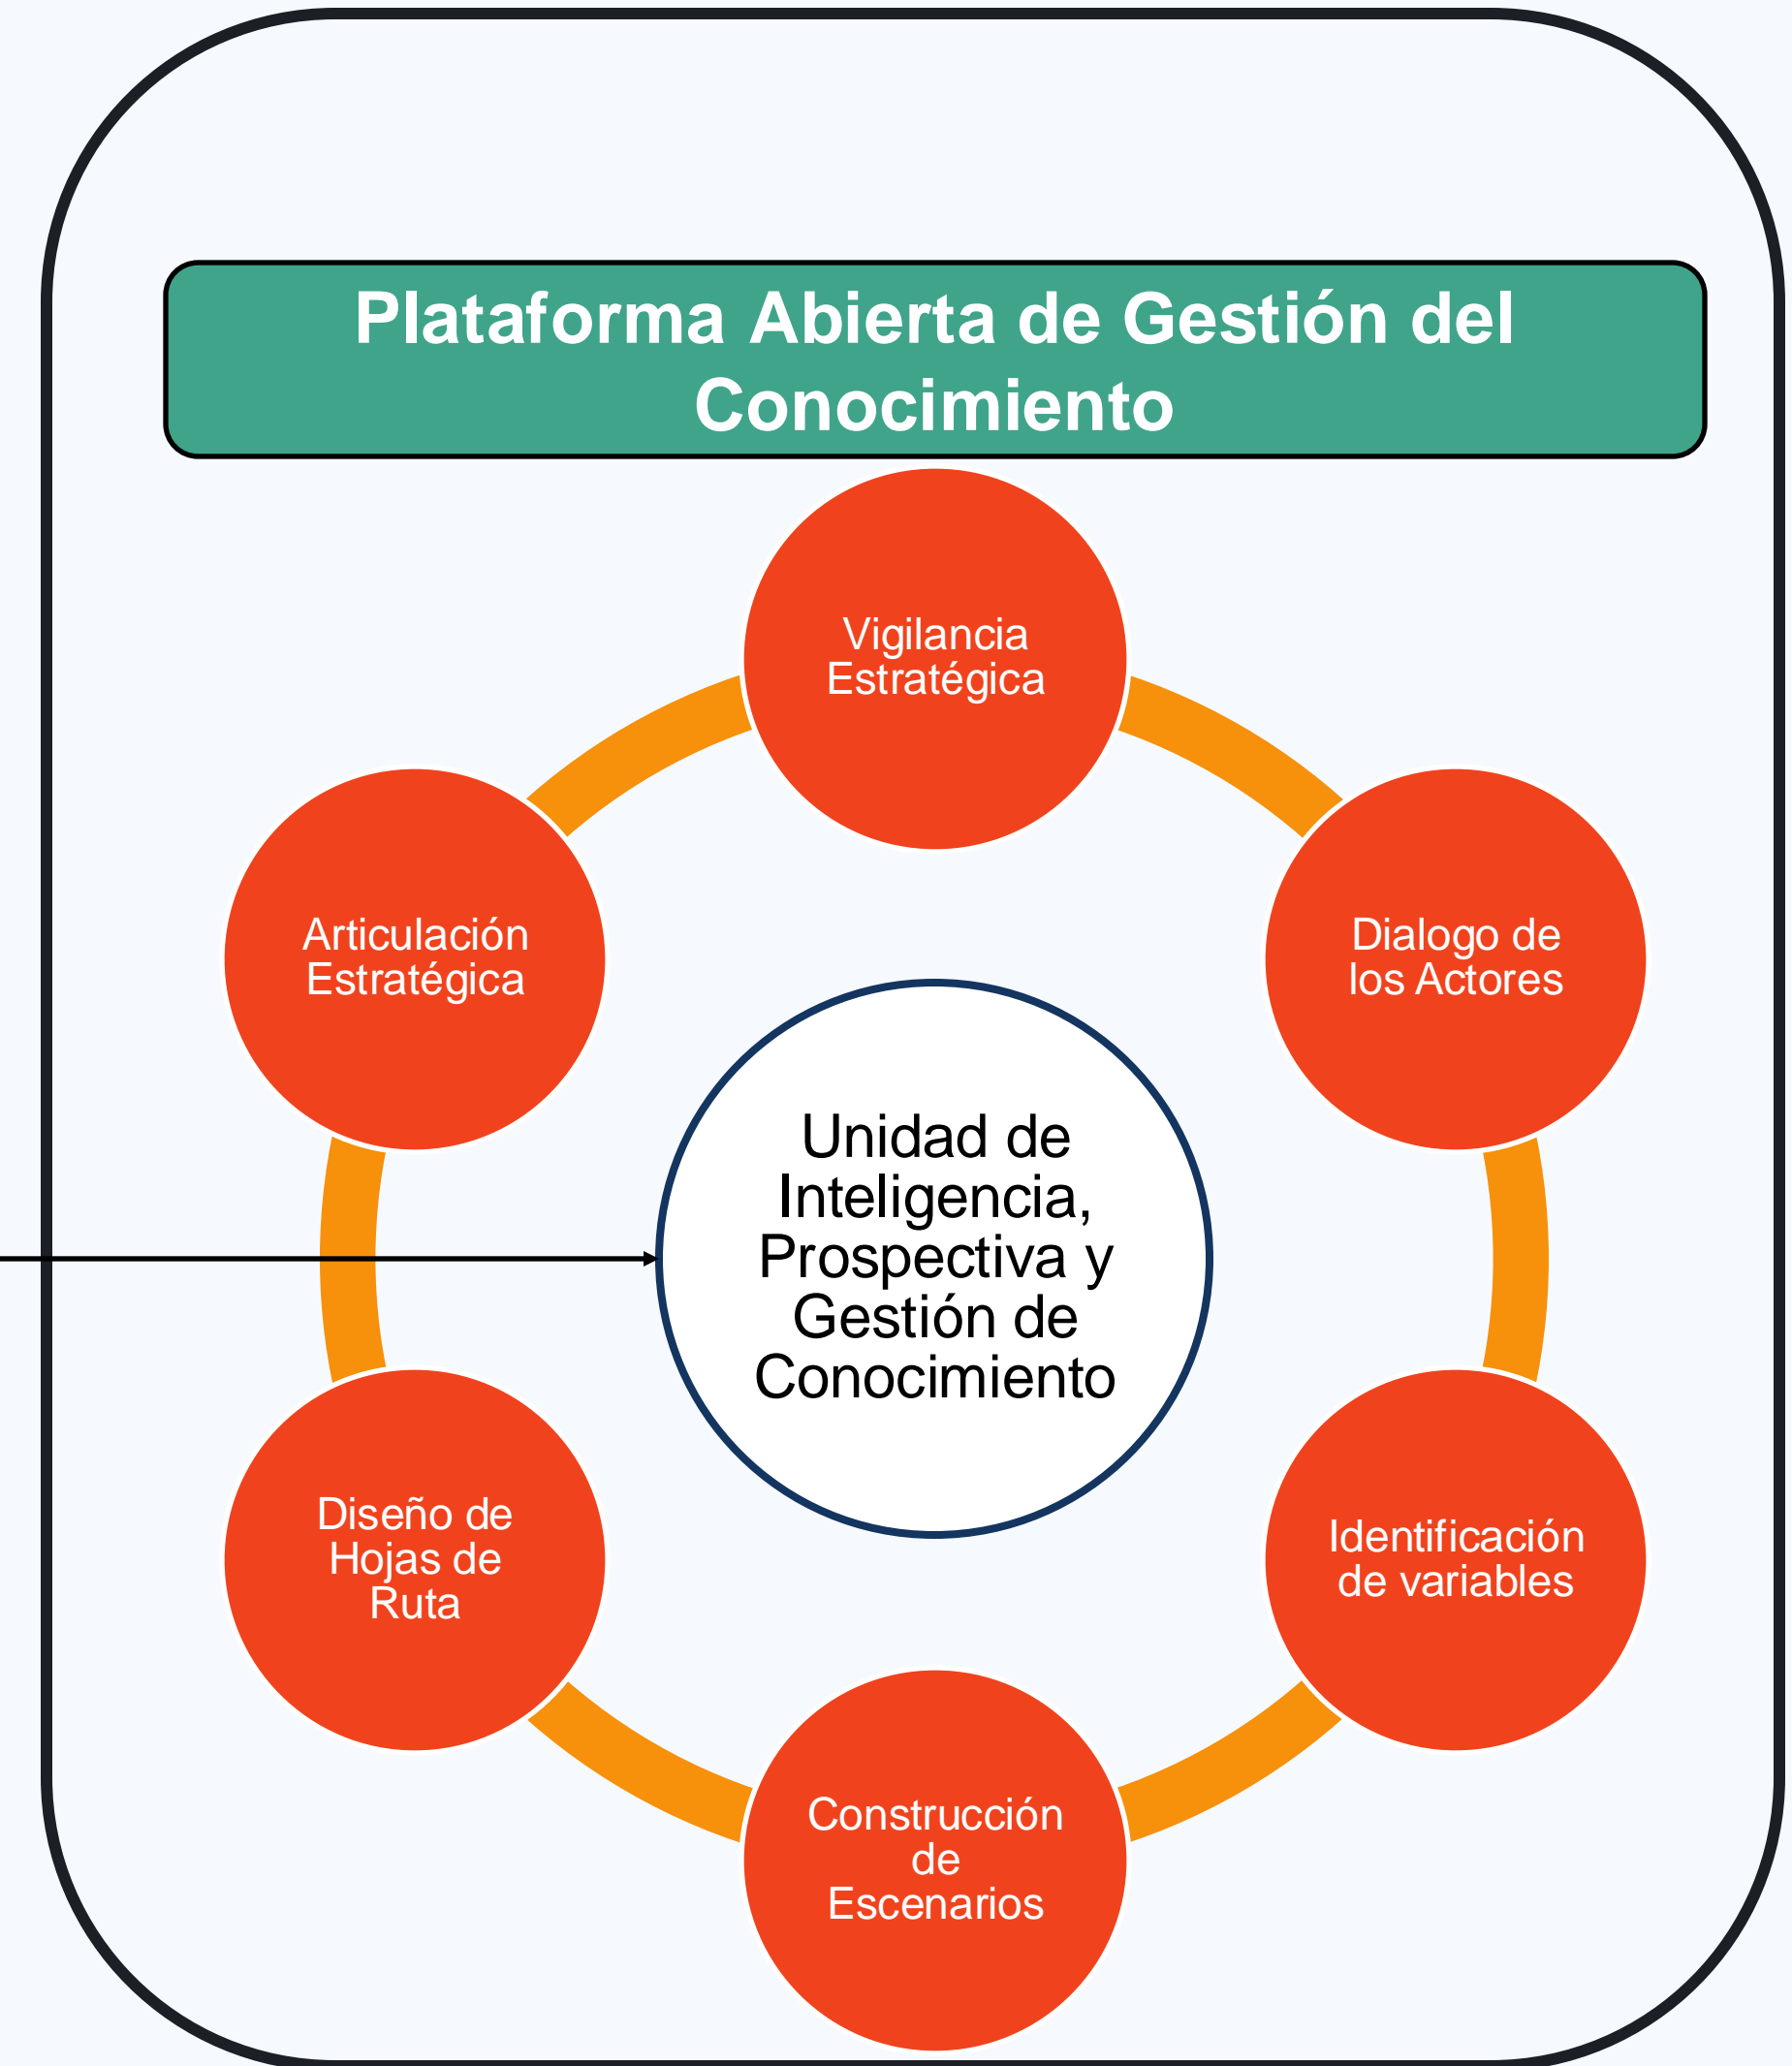 Plataforma Abierta de Gestión del
Conocimiento
Vigilancia
Estratégica
Dialogo de
los Actores
Identificación
de variables
Construcción
de
Escenarios
Diseño de
Hojas de
Ruta
Articulación
Estratégica
Unidad de
Inteligencia,
Prospectiva y
Gestión de
Conocimiento